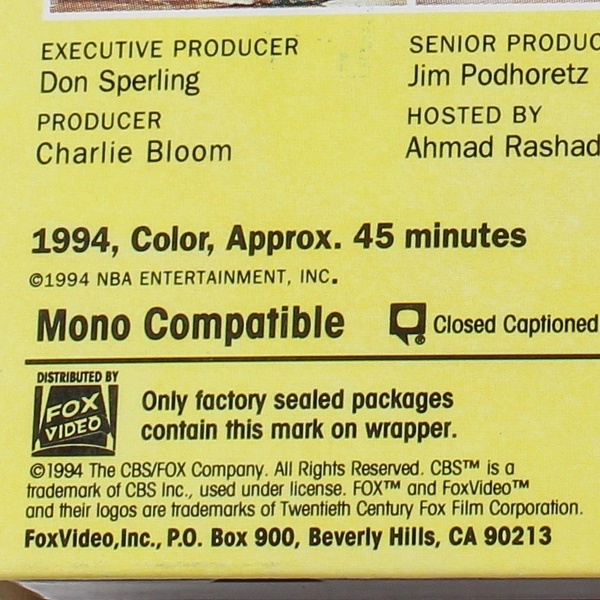 EXECUTIVE PRODUCER
Don Sperling
SENIOR PRODUC
Jim Podhoretz
PRODUCER
Charlie Bloom
HOSTED BY
Ahmad Rashad
1994, Color, Approx. 45 minutes
©1994 NBA ENTERTAINMENT, INC.
Mono Compatible
Closed Captioned
DISTRIBUTED BY
FOX
VIDEO
Only factory sealed packages
contain this mark on wrapper.
©1994 The CBS/FOX Company. All Rights Reserved. CBS™ is a
trademark of CBS Inc., used under license. FOX™ and FoxVideo™
and their logos are trademarks of Twentieth Century Fox Film Corporation.
FoxVideo,Inc., P.O. Box 900, Beverly Hills, CA 90213